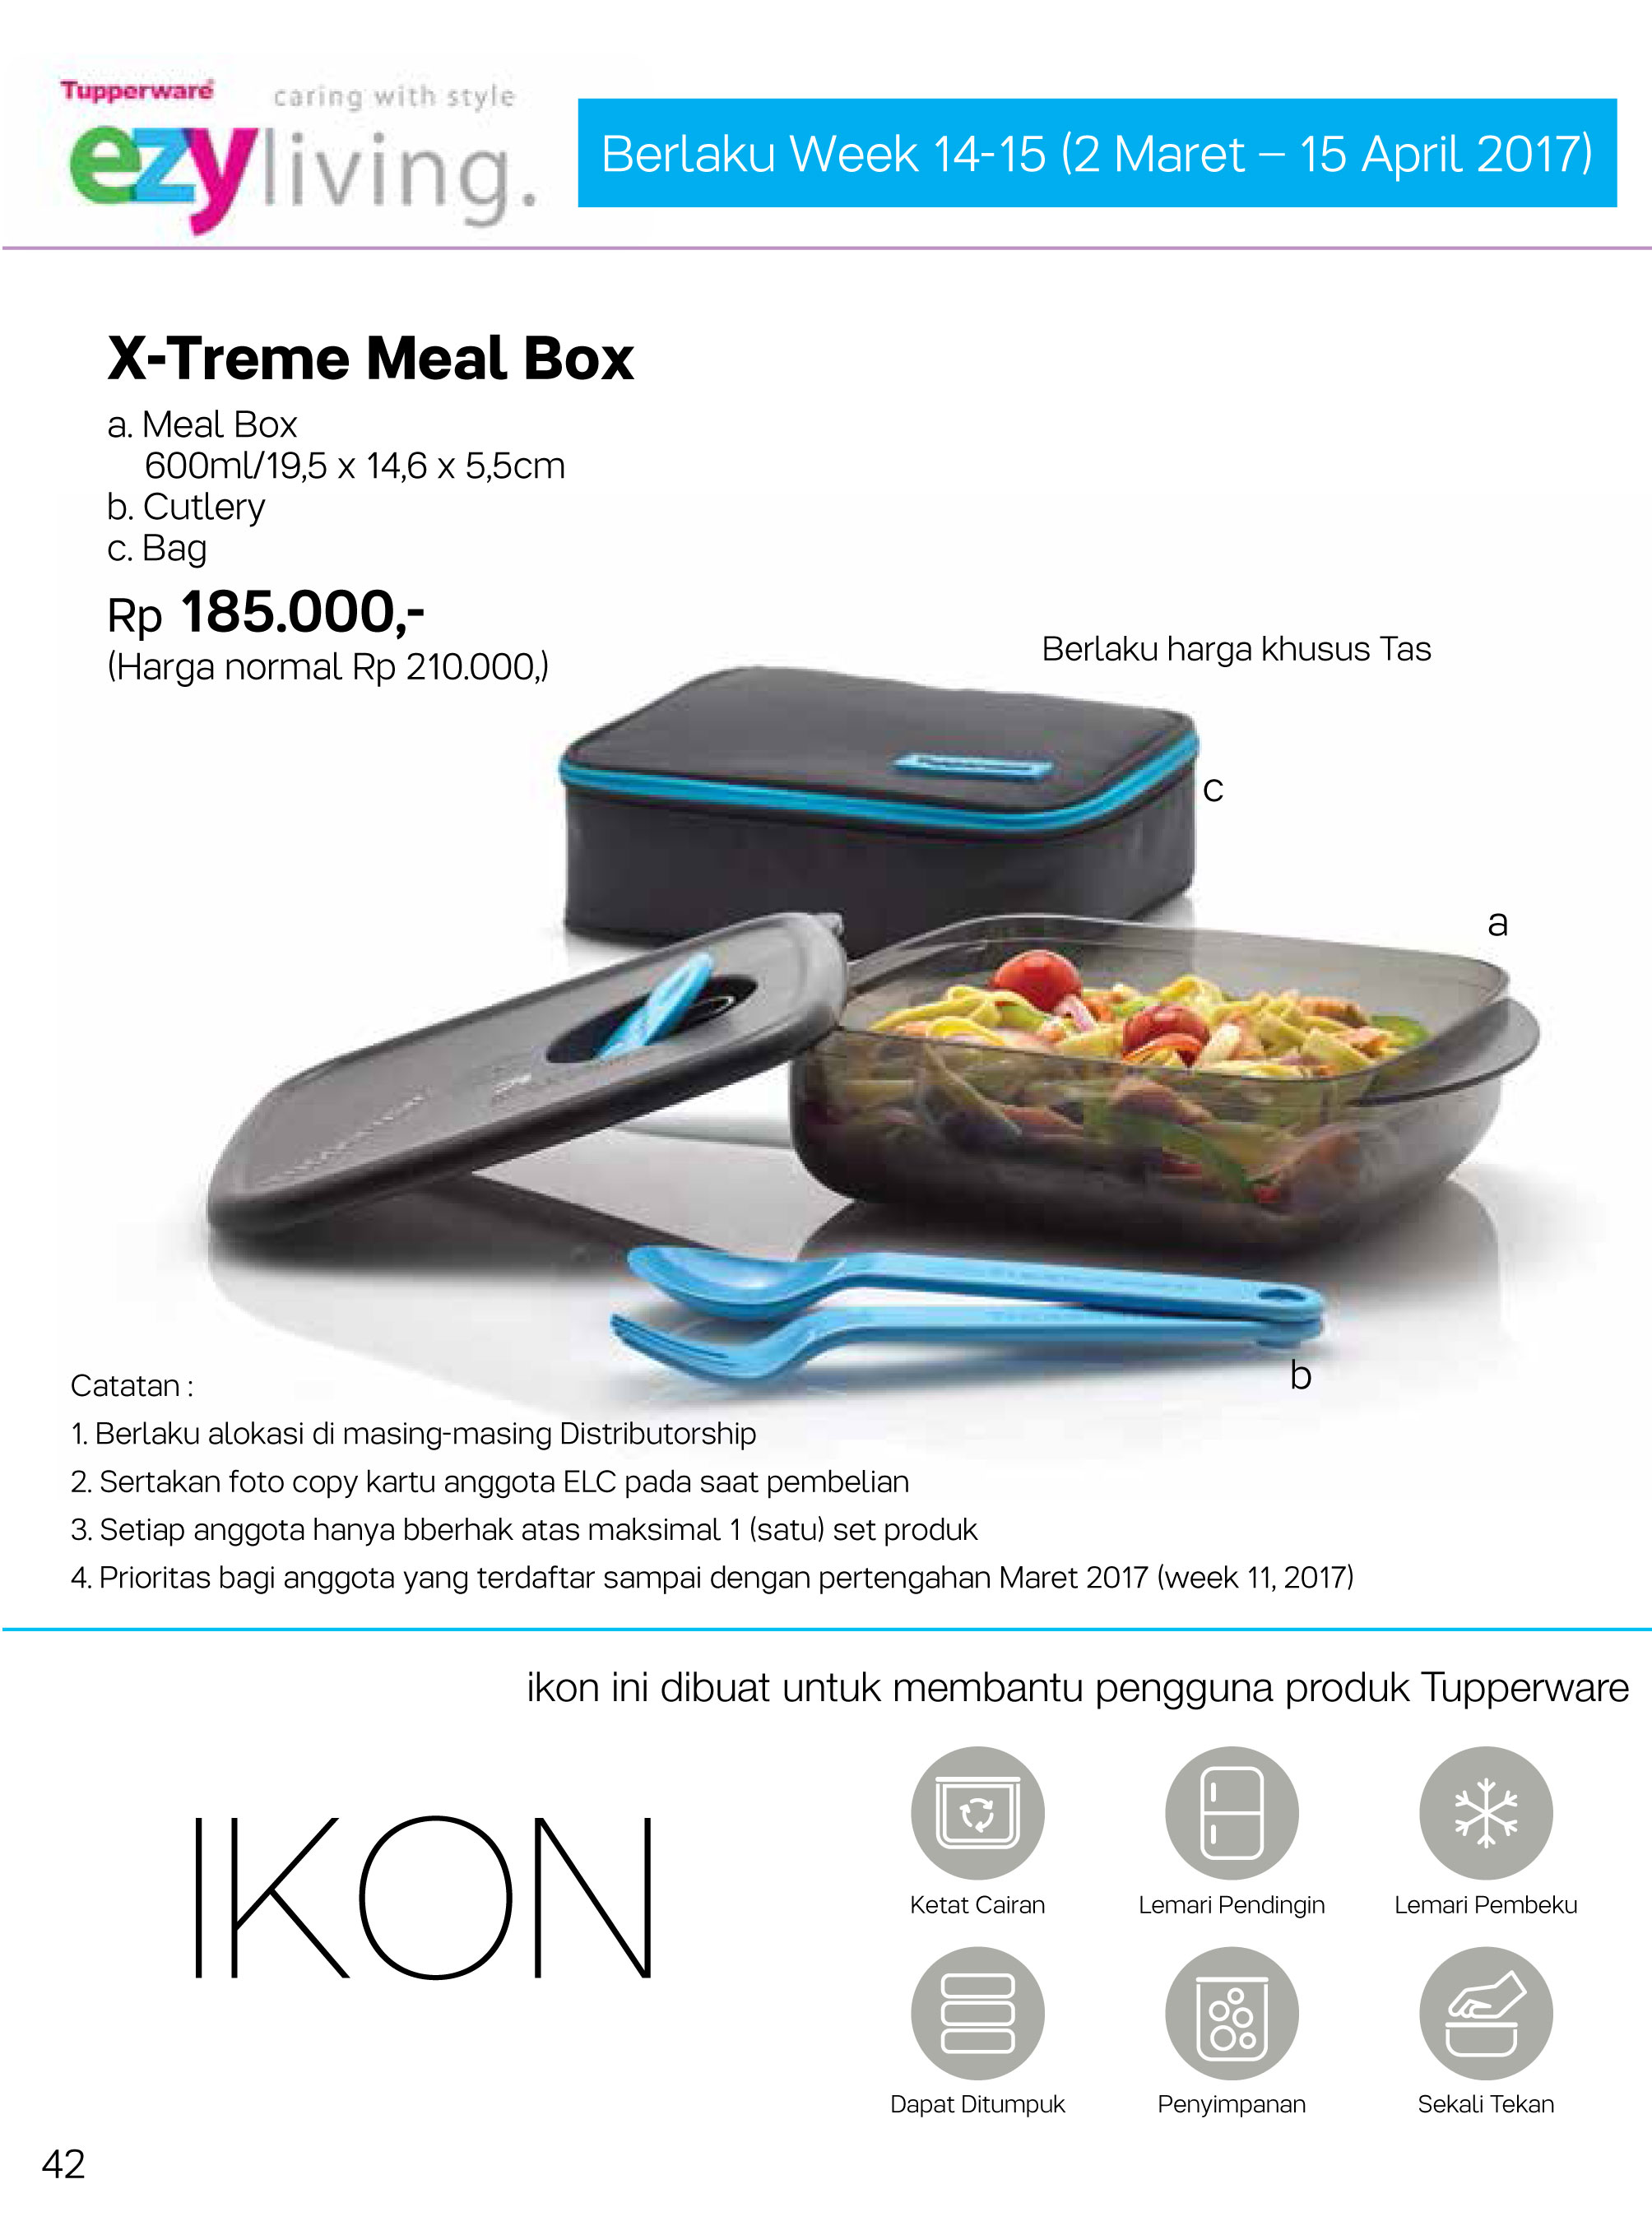 Tupperware
caring with style
ezyliving.
Berlaku Week 14-15 (2 Maret – 15 April 2017)
X-Treme Meal Box
a. Meal Box
600ml/19,5 x 14,6 x 5,5cm
b. Cutlery
c. Bag
Rp 185.000,-
(Harga normal Rp 210.000,)
Berlaku harga khusus Tas
c
a
b
Catatan :
1. Berlaku alokasi di masing-masing Distributorship
2. Sertakan foto copy kartu anggota ELC pada saat pembelian
3. Setiap anggota hanya bberhak atas maksimal 1 (satu) set produk
4. Prioritas bagi anggota yang terdaftar sampai dengan pertengahan Maret 2017 (week 11, 2017)
ikon ini dibuat untuk membantu pengguna produk Tupperware
IKON
Ketat Cairan
Lemari Pendingin
Lemari Pembeku
Dapat Ditumpuk
Penyimpanan
Sekali Tekan
42